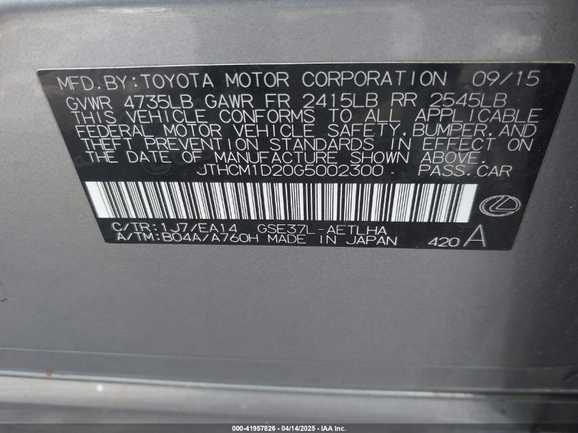 MFD. BY: TOYOTA MOTOR CORPORATION 09/15
GVWR 4735LB GAWR FR 2415LB RR 2545LB
THIS VEHICLE CONFORMS TO ALL APPLICABLE
FEDERAL MOTOR VEHICLE SAFETY, BUMPER, AND
THEFT PREVENTION STANDARDS IN EFFECT ON
THE DATE OF MANUFACTURE SHOWN ABOVE.
JTHCM1D20G5002300 PASS. CAR
C/TR: 1J7/EA14 GSE37L-AETLHA
A/TM: B04A/A760H MADE IN JAPAN 420 A
000-41957826 - 04/14/2025 - IAA Inc.